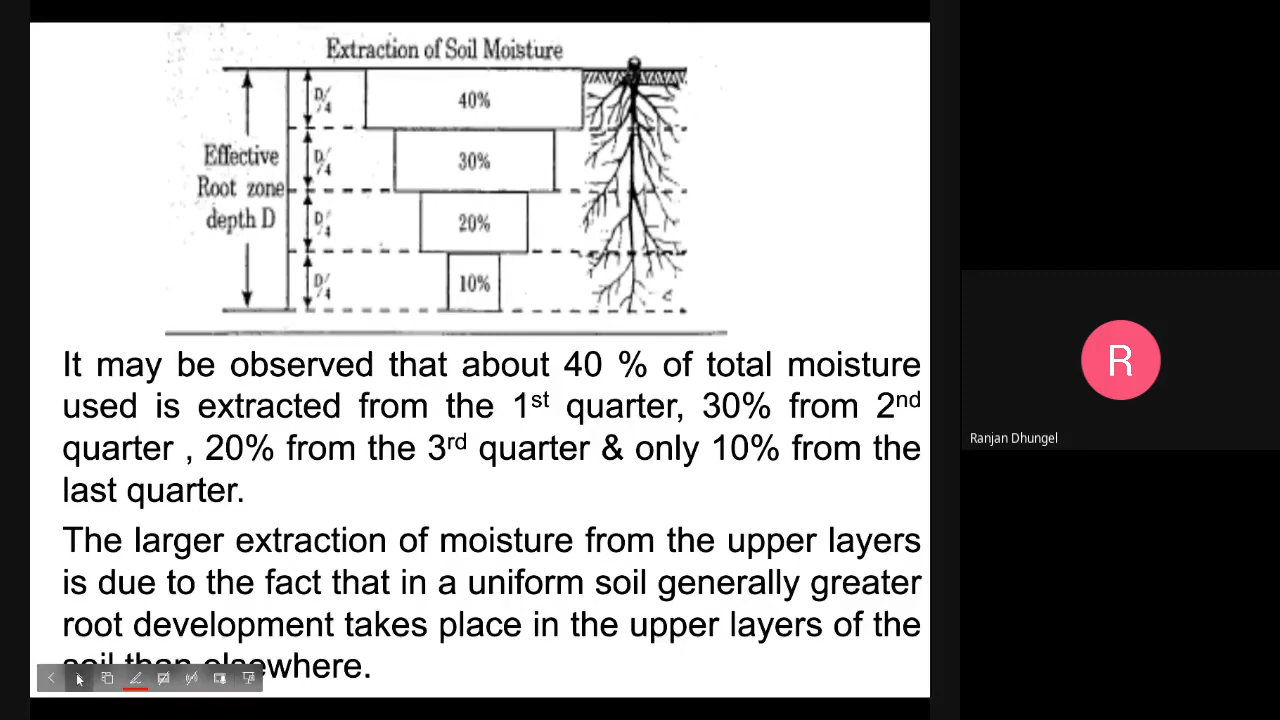 Extraction of Soil Moisture
D/4
40%
Effective
Root zone
depth D
D/4
30%
D/4
20%
D/4
10%
It may be observed that about 40 % of total moisture
used is extracted from the 1st quarter, 30% from 2nd
quarter , 20% from the 3rd quarter & only 10% from the
last quarter.
The larger extraction of moisture from the upper layers
is due to the fact that in a uniform soil generally greater
root development takes place in the upper layers of the
soil than elsewhere.
R
Ranjan Dhungel